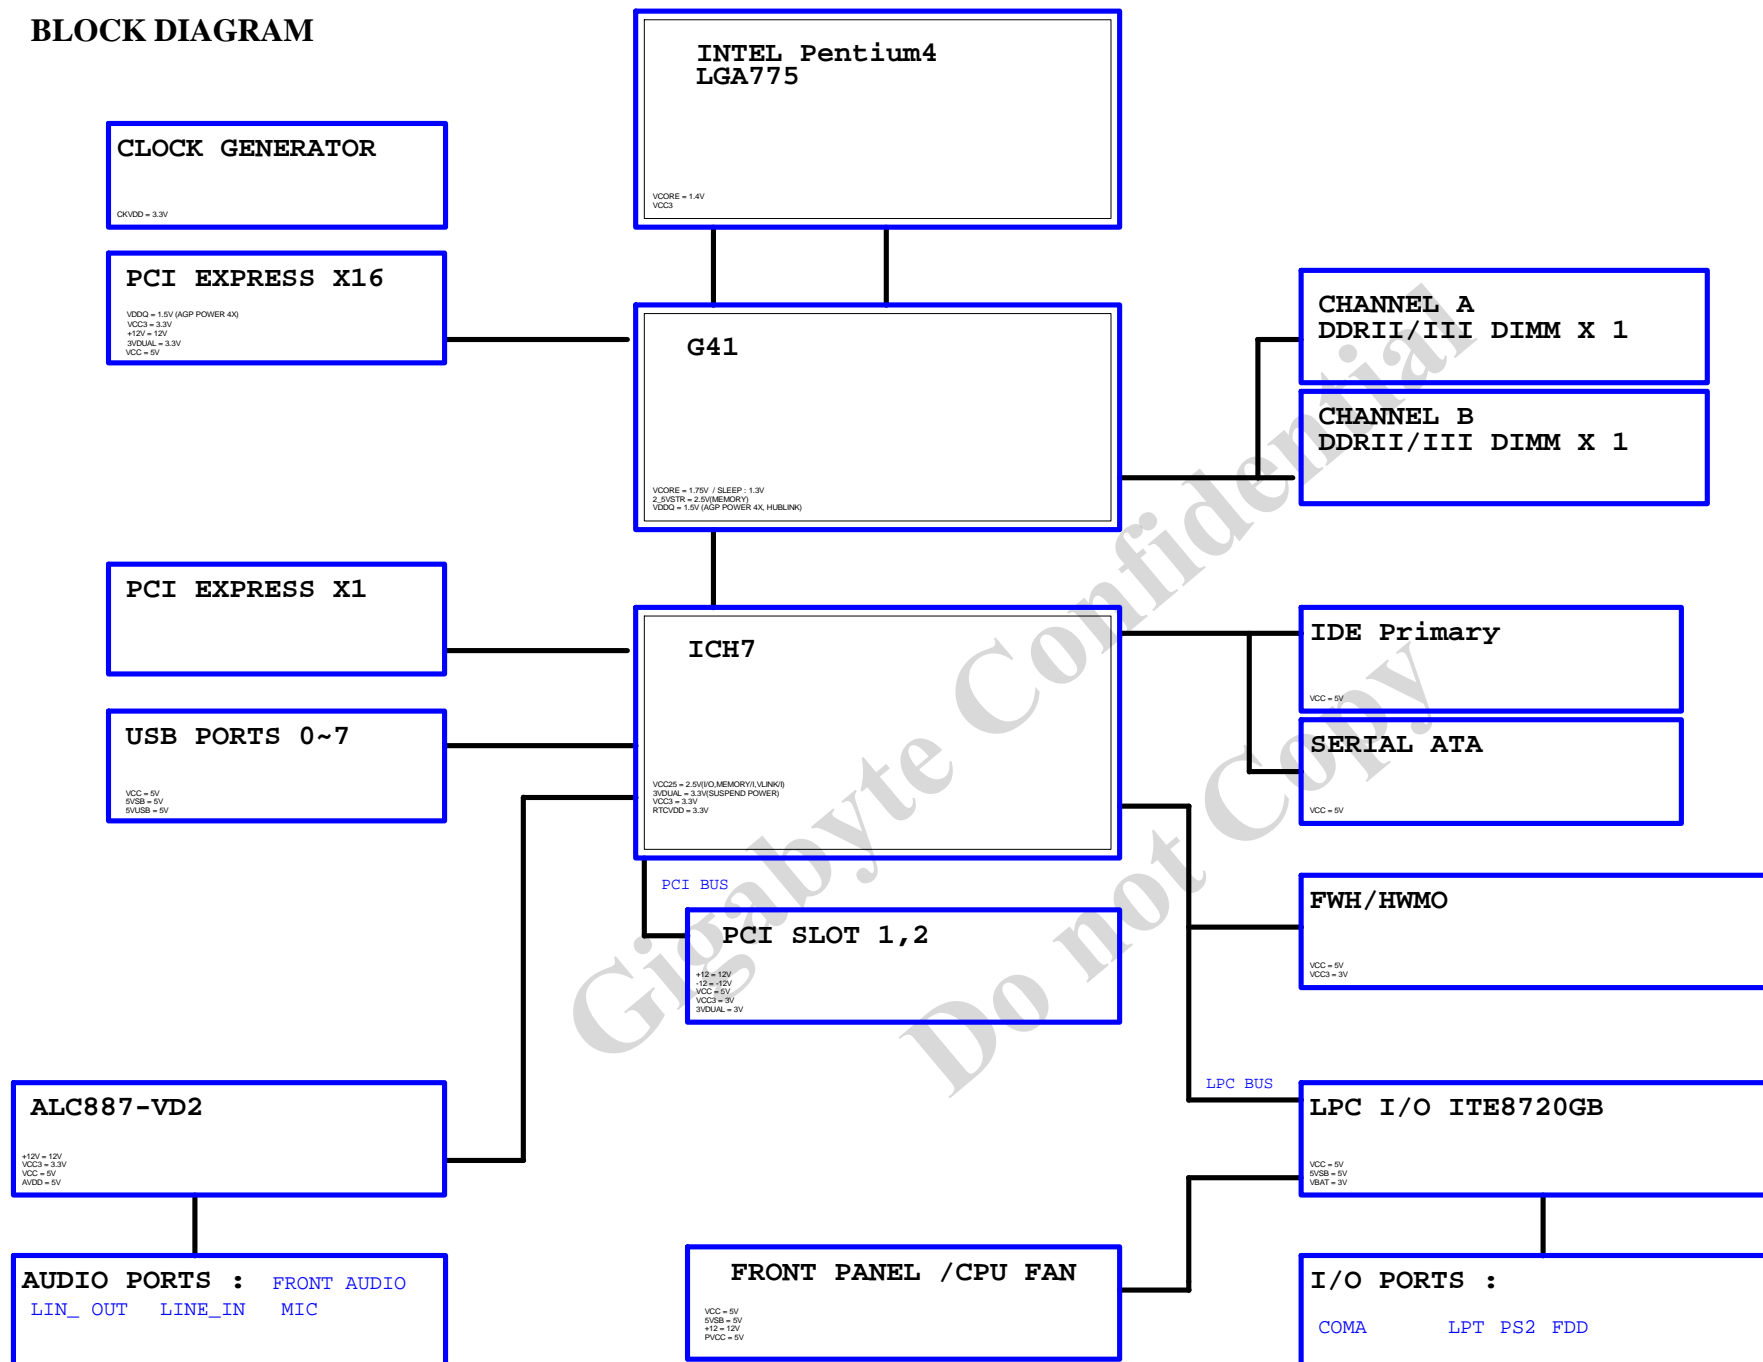 BLOCK DIAGRAM
INTEL Pentium4
LGA775
VCORE = 1.4V
VCC3
CLOCK GENERATOR
CKVDD = 3.3V
PCI EXPRESS X16
VDDQ = 1.5V (AGP POWER 4X)
VCC3 = 3.3V
+12V = 12V
3VDUAL = 3.3V
VCC = 5V
G41
VCORE = 1.75V / SLEEP : 1.3V
2_5VSTR = 2.5V(MEMORY)
VDDQ = 1.5V (AGP POWER 4X, HUBLINK)
CHANNEL A
DDRII/III DIMM X 1
CHANNEL B
DDRII/III DIMM X 1
PCI EXPRESS X1
USB PORTS 0~7
VCC = 5V
5VSB = 5V
5VUSB = 5V
ICH7
VCC25 = 2.5V(I/O,MEMORY/I,VLINK/I)
3VDUAL = 3.3V(SUSPEND POWER)
VCC3 = 3.3V
RTCVDD = 3.3V
IDE Primary
VCC = 5V
SERIAL ATA
VCC = 5V
PCI BUS
PCI SLOT 1,2
+12 = 12V
-12 = -12V
VCC = 5V
VCC3 = 3V
3VDUAL = 3V
FWH/HWMO
VCC = 5V
VCC3 = 3V
LPC BUS
LPC I/O ITE8720GB
VCC = 5V
5VSB = 5V
VBAT = 3V
ALC887-VD2
+12V = 12V
VCC3 = 3.3V
VCC = 5V
AVDD = 5V
AUDIO PORTS : FRONT AUDIO
LIN_ OUT LINE_IN MIC
FRONT PANEL /CPU FAN
VCC = 5V
5VSB = 5V
+12 = 12V
PVCC = 5V
I/O PORTS :
COMA LPT PS2 FDD
Gigabyte Confidential
Do not Copy